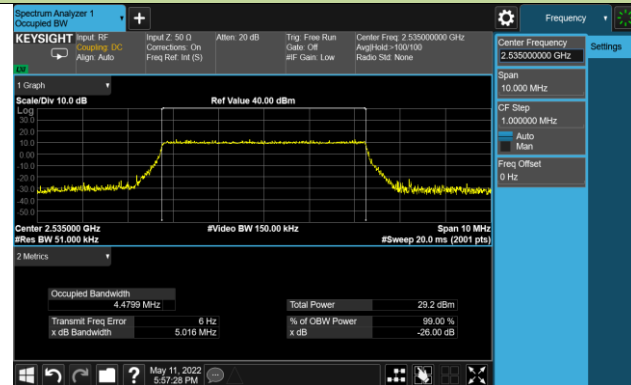 Spectrum Analyzer 1
Occupied BW
Frequency
KEYSIGHT
Input: RF
Coupling: DC
Align: Auto
Input Z: 50 Ω
Corrections: On
Freq Ref: Int (S)
Atten: 20 dB
Trig: Free Run
Gate: Off
#IF Gain: Low
Center Freq: 2.535000000 GHz
Avg|Hold:>100/100
Radio Std: None
LXI
Center Frequency
2.535000000 GHz
Settings
Span
10.000 MHz
CF Step
1.000000 MHz
Auto
Man
Freq Offset
0 Hz
1 Graph
Scale/Div 10.0 dB
Ref Value 40.00 dBm
Log
30.0
20.0
10.0
0.00
-10.0
-20.0
-30.0
-40.0
-50.0
Center 2.535000 GHz
#Video BW 150.00 kHz
Span 10 MHz
#Res BW 51.000 kHz
#Sweep 20.0 ms (2001 pts)
2 Metrics
Occupied Bandwidth
4.4799 MHz
Total Power 29.2 dBm
Transmit Freq Error 6 Hz
% of OBW Power 99.00 %
x dB Bandwidth 5.016 MHz
x dB -26.00 dB
?
May 11, 2022
5:57:28 PM